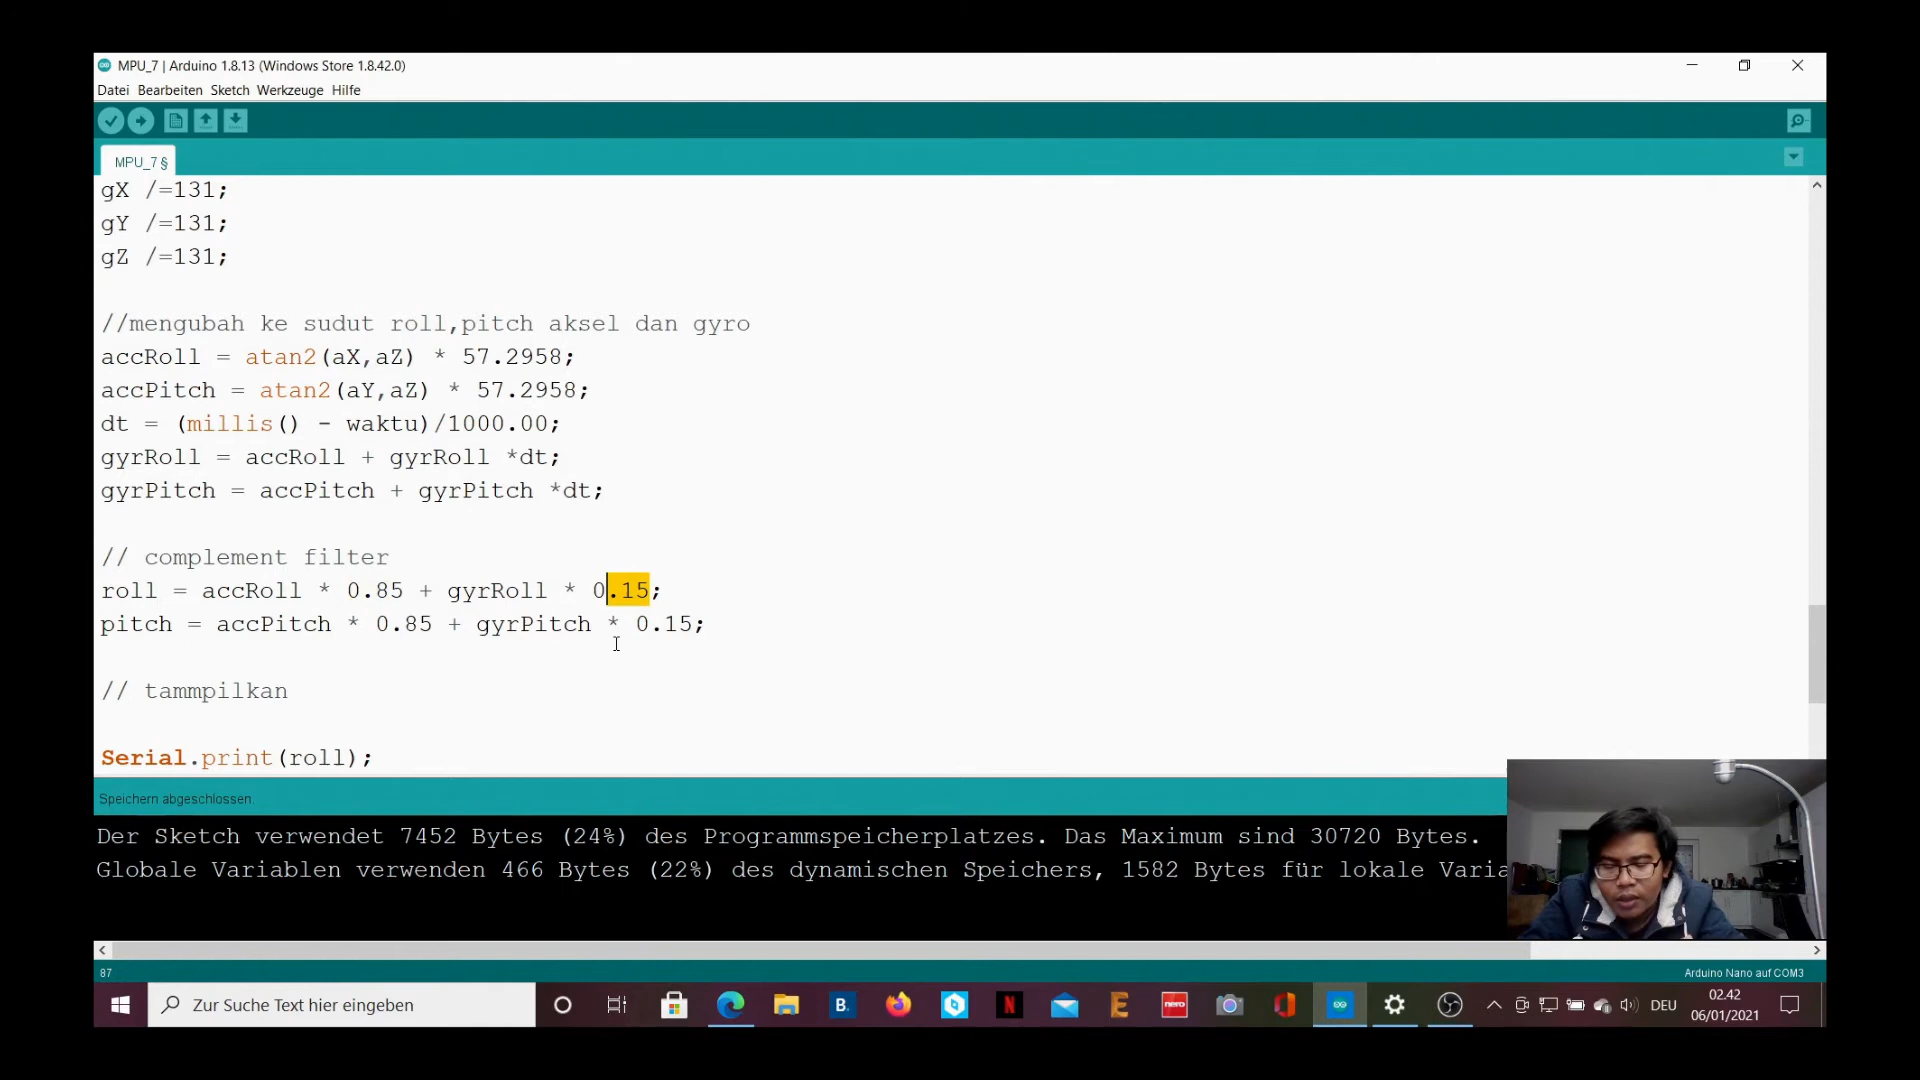 MPU_7 | Arduino 1.8.13 (Windows Store 1.8.42.0)
Datei Bearbeiten Sketch Werkzeuge Hilfe
MPU_7 §
gX /=131;
gY /=131;
gZ /=131;
//mengubah ke sudut roll,pitch aksel dan gyro
accRoll = atan2(aX,aZ) * 57.2958;
accPitch = atan2(aY,aZ) * 57.2958;
dt = (millis() - waktu)/1000.00;
gyrRoll = accRoll + gyrRoll *dt;
gyrPitch = accPitch + gyrPitch *dt;
// complement filter
roll = accRoll * 0.85 + gyrRoll * 0.15;
pitch = accPitch * 0.85 + gyrPitch * 0.15;
// tammpilkan
Serial.print(roll);
Speichern abgeschlossen.
Der Sketch verwendet 7452 Bytes (24%) des Programmspeicherplatzes. Das Maximum sind 30720 Bytes.
Globale Variablen verwenden 466 Bytes (22%) des dynamischen Speichers, 1582 Bytes für lokale Varia
87
Arduino Nano auf COM3
Zur Suche Text hier eingeben
B.
N
E
nero
DEU
02.42
06/01/2021